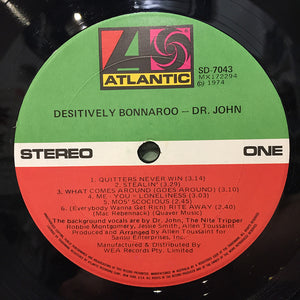 ATLANTIC
SD-7043
MX172294
℗ 1974
DESITIVELY BONNAROO — DR. JOHN
STEREO
ONE
1. QUITTERS NEVER WIN (3.14)
2. STEALIN' (3.29)
3. WHAT COMES AROUND (GOES AROUND) (3.10)
4. ME - YOU = LONELINESS (3.03)
5. MOS' SCOCIOUS (2.45)
6. (EVERYBODY WANNA GET RICH) RITE AWAY (2.40)
(Mac Rebennack) (Quaver Music)
The background vocals are by Dr. John, The Nite Tripper
Robbie Montgomery, Jessie Smith, Allen Toussaint
Produced and Arranged by Allen Toussaint for
Sansu Enterprises, Inc.
Manufactured & Distributed By
WEA Records Pty. Limited